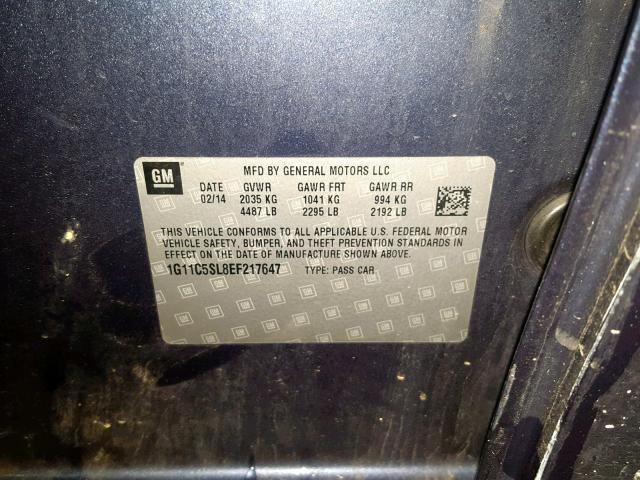 GM
MFD BY GENERAL MOTORS LLC
DATE GVWR GAWR FRT GAWR RR
02/14 2035 KG 1041 KG 994 KG
4487 LB 2295 LB 2192 LB
THIS VEHICLE CONFORMS TO ALL APPLICABLE U.S. FEDERAL MOTOR
VEHICLE SAFETY, BUMPER, AND THEFT PREVENTION STANDARDS IN
EFFECT ON THE DATE OF MANUFACTURE SHOWN ABOVE.
1G11C5SL8EF217647 TYPE: PASS CAR